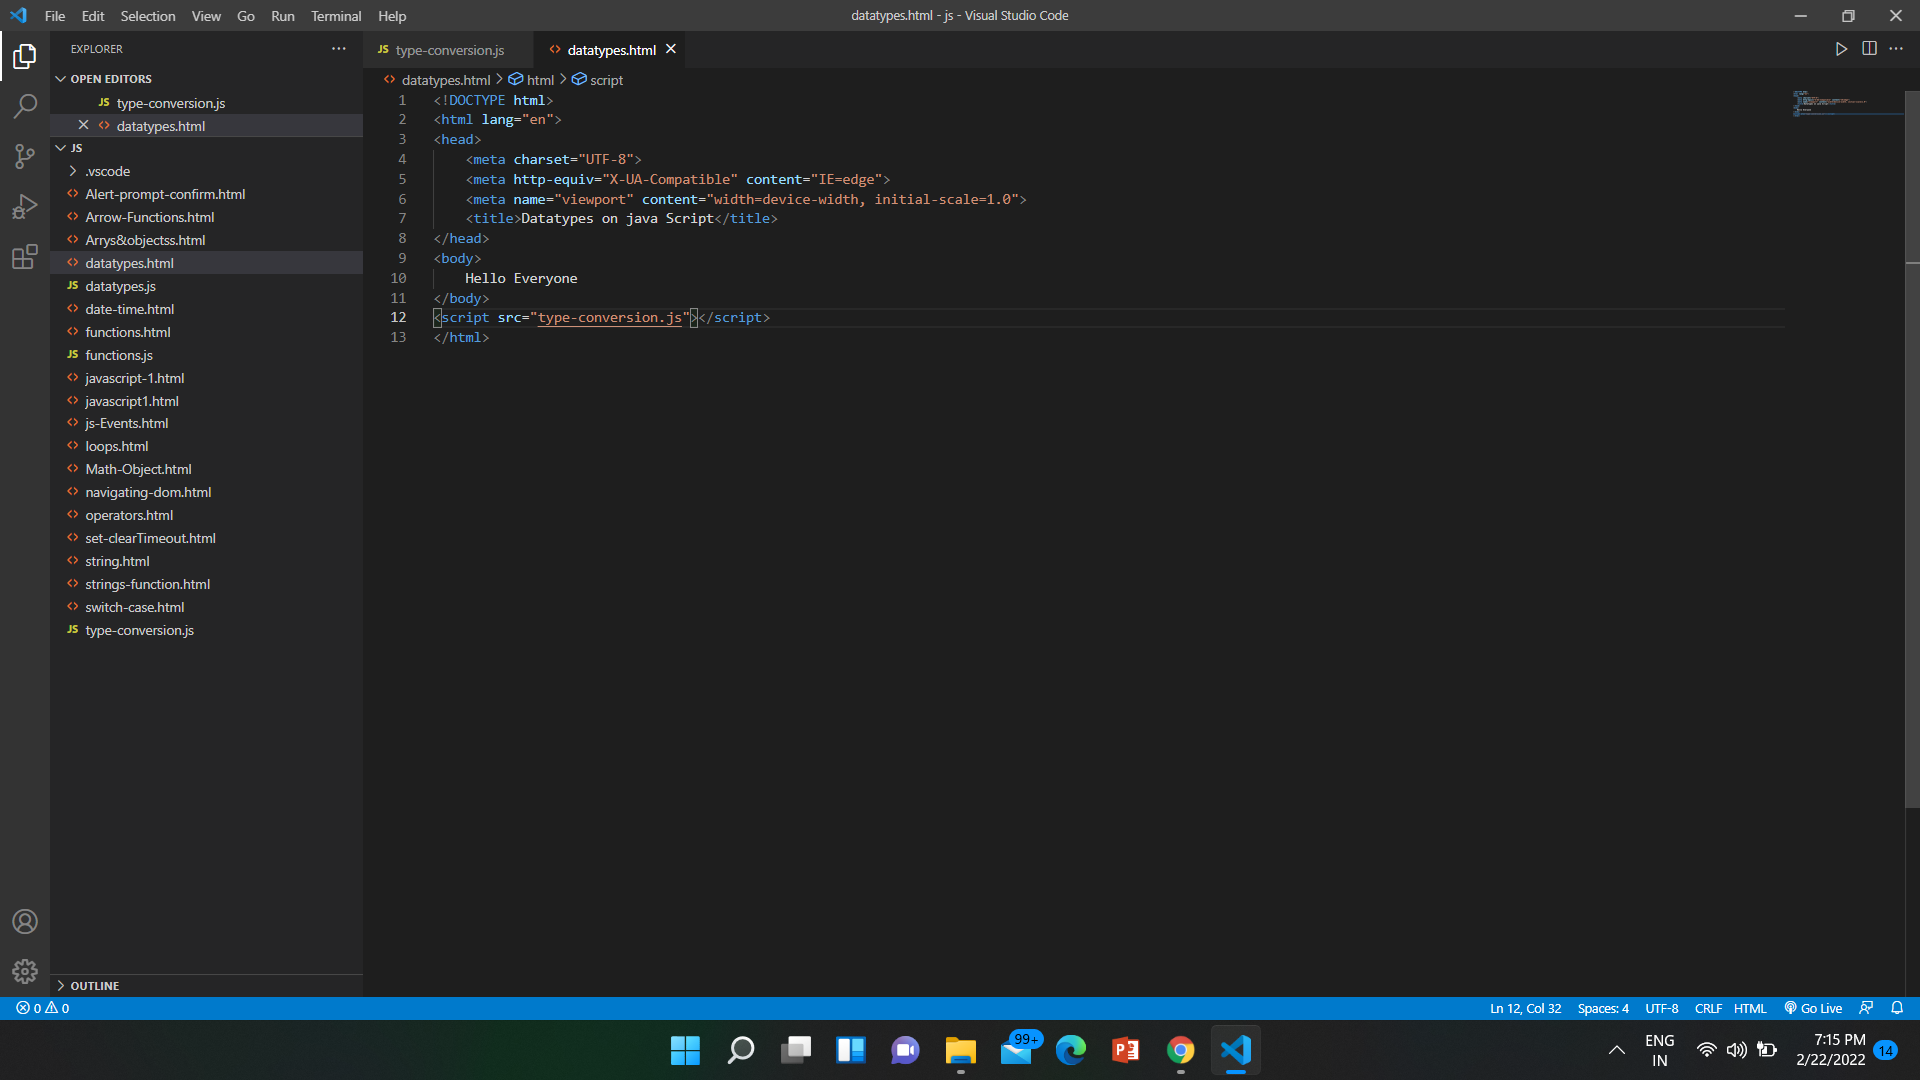 File Edit Selection View Go Run Terminal Help
datatypes.html - js - Visual Studio Code
EXPLORER
OPEN EDITORS
JS type-conversion.js
datatypes.html
JS
.vscode
Alert-prompt-confirm.html
Arrow-Functions.html
Arrys&objectss.html
datatypes.html
JS datatypes.js
date-time.html
functions.html
JS functions.js
javascript-1.html
javascript1.html
js-Events.html
loops.html
Math-Object.html
navigating-dom.html
operators.html
set-clearTimeout.html
string.html
strings-function.html
switch-case.html
JS type-conversion.js
OUTLINE
JS type-conversion.js
datatypes.html
datatypes.html > html > script
1 <!DOCTYPE html>
2 <html lang="en">
3 <head>
4 <meta charset="UTF-8">
5 <meta http-equiv="X-UA-Compatible" content="IE=edge">
6 <meta name="viewport" content="width=device-width, initial-scale=1.0">
7 <title>Datatypes on java Script</title>
8 </head>
9 <body>
10 Hello Everyone
11 </body>
12 <script src="type-conversion.js"></script>
13 </html>
0 0
Ln 12, Col 32 Spaces: 4 UTF-8 CRLF HTML Go Live
99+
ENG
IN
7:15 PM
2/22/2022
14